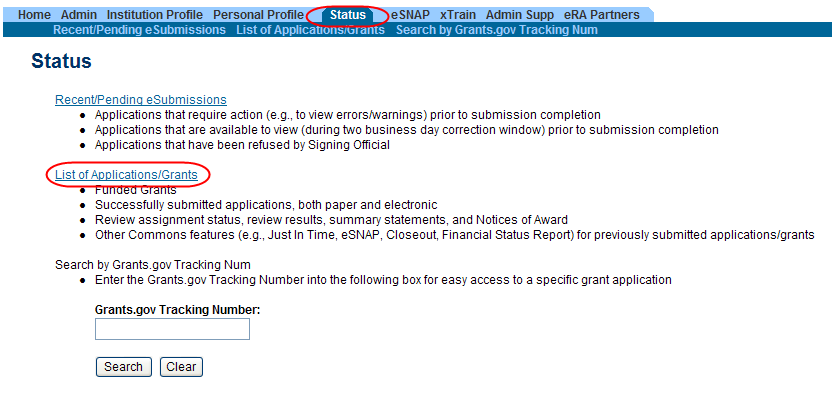 Home Admin Institution Profile Personal Profile Status eSNAP xTrain Admin Supp eRA Partners
Recent/Pending eSubmissions List of Applications/Grants Search by Grants.gov Tracking Num
Status
Recent/Pending eSubmissions
• Applications that require action (e.g., to view errors/warnings) prior to submission completion
• Applications that are available to view (during two business day correction window) prior to submission completion
• Applications that have been refused by Signing Official
List of Applications/Grants
• Funded Grants
• Successfully submitted applications, both paper and electronic
• Review assignment status, review results, summary statements, and Notices of Award
• Other Commons features (e.g., Just In Time, eSNAP, Closeout, Financial Status Report) for previously submitted applications/grants
Search by Grants.gov Tracking Num
• Enter the Grants.gov Tracking Number into the following box for easy access to a specific grant application
Grants.gov Tracking Number:
Search Clear